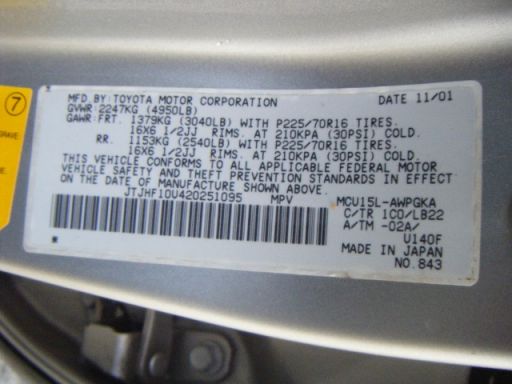 7
GRAVE
MFD.BY:TOYOTA MOTOR CORPORATION DATE 11/01
GVWR:2247KG (4950LB)
GAWR:FRT. 1379KG (3040LB) WITH P225/70R16 TIRES.
16X6 1/2JJ RIMS. AT 210KPA (30PSI) COLD.
RR. 1153KG (2540LB) WITH P225/70R16 TIRES.
16X6 1/2JJ RIMS. AT 210KPA (30PSI) COLD.
THIS VEHICLE CONFORMS TO ALL APPLICABLE FEDERAL MOTOR
VEHICLE SAFETY AND THEFT PREVENTION STANDARDS IN EFFECT
ON THE DATE OF MANUFACTURE SHOWN ABOVE.
JTJHF10U420251095 MPV MCU15L-AWPGKA
C/TR 1C0/LB22
A/TM -02A/
U140F
MADE IN JAPAN
NO.843